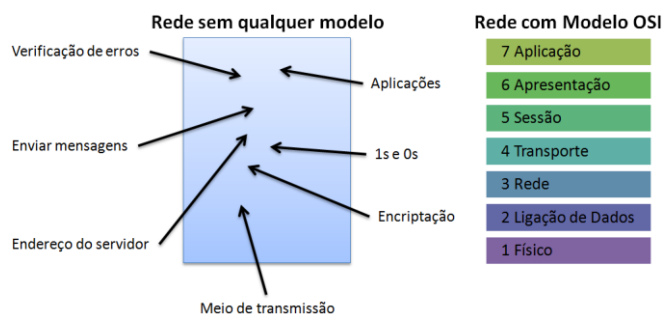 Rede sem qualquer modelo
Verificação de erros
Aplicações
Enviar mensagens
1s e 0s
Encriptação
Endereço do servidor
Meio de transmissão
Rede com Modelo OSI
7 Aplicação
6 Apresentação
5 Sessão
4 Transporte
3 Rede
2 Ligação de Dados
1 Físico